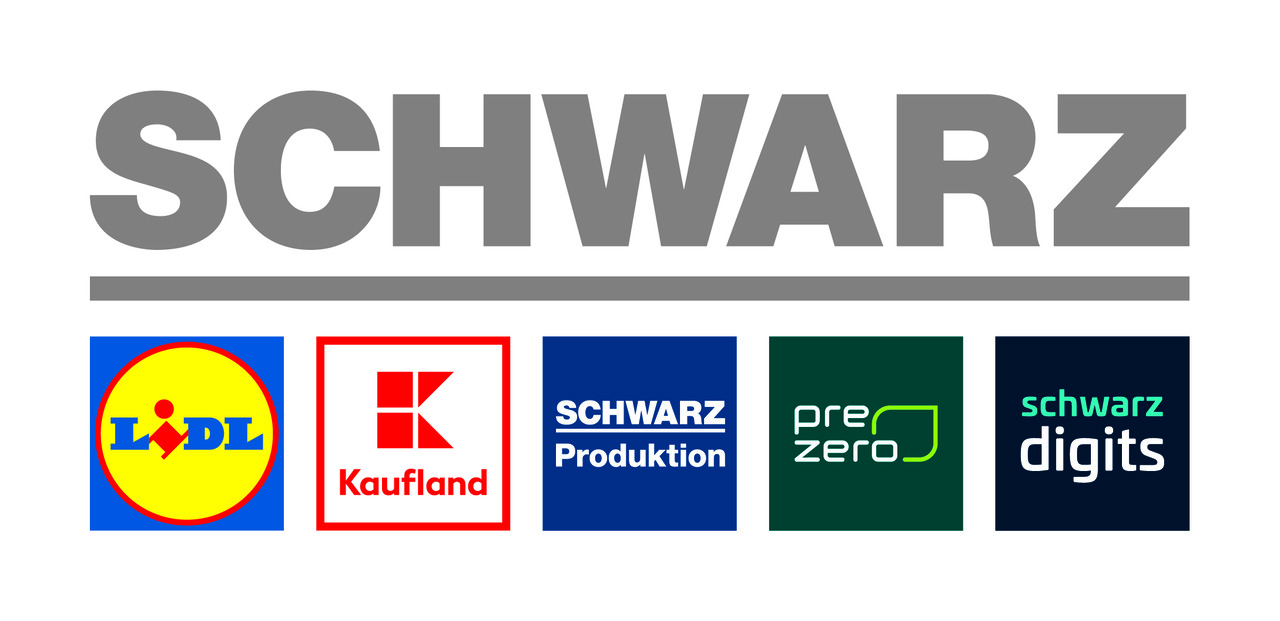 SCHWARZ
LiDL
Kaufland
SCHWARZ
Produktion
pre
zero
schwarz
digits